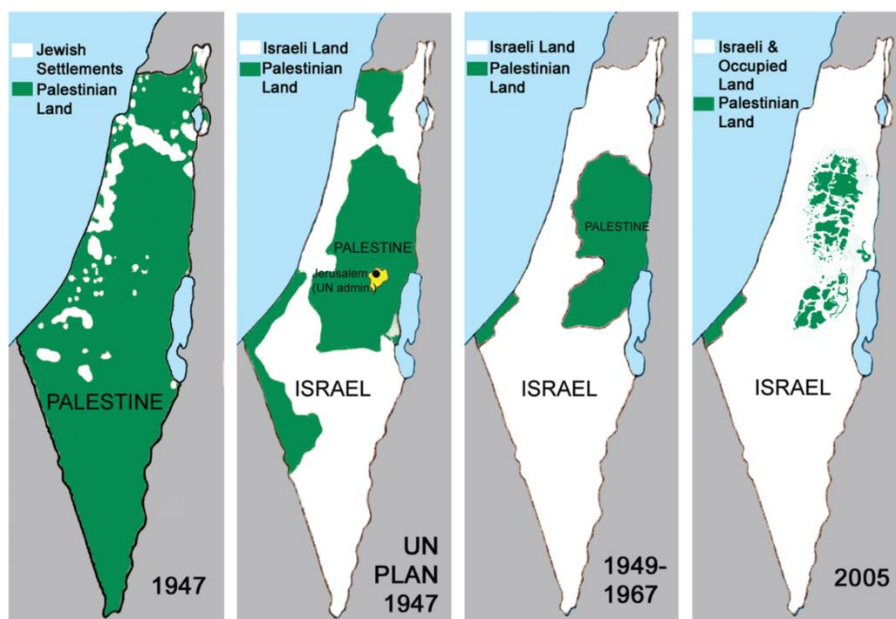 Jewish
Settlements
Palestinian
Land
PALESTINE
1947
Israeli Land
Palestinian
Land
PALESTINE
Jerusalem
(UN admin)
ISRAEL
UN
PLAN
1947
Israeli Land
Palestinian
Land
PALESTINE
ISRAEL
1949-
1967
Israeli &
Occupied
Land
Palestinian
Land
ISRAEL
2005